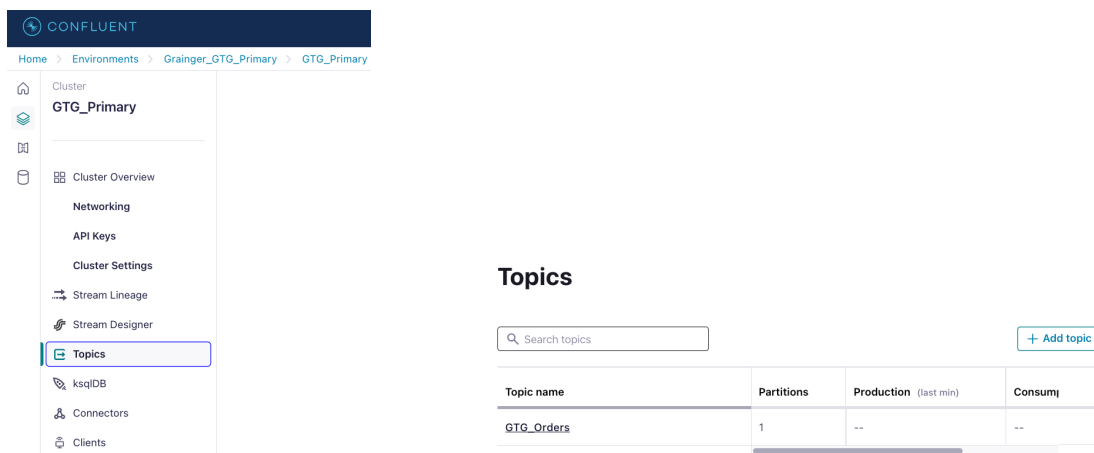 CONFLUENT
Home > Environments > Grainger_GTG_Primary > GTG_Primary
Cluster
GTG_Primary
Cluster Overview
Networking
API Keys
Cluster Settings
Stream Lineage
Stream Designer
Topics
ksqlDB
Connectors
Clients
Topics
Search topics
+ Add topic
Topic name Partitions Production (last min) Consum
GTG_Orders 1 -- --